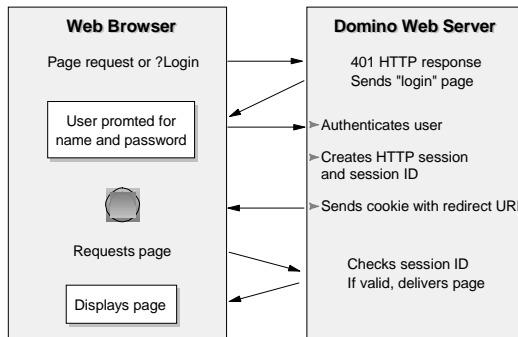 Web Browser
Domino Web Server
Page request or ?Login
401 HTTP response
Sends "login" page
User promted for
name and password
Authenticates user
Creates HTTP session
and session ID
Sends cookie with redirect URL
Requests page
Checks session ID
If valid, delivers page
Displays page